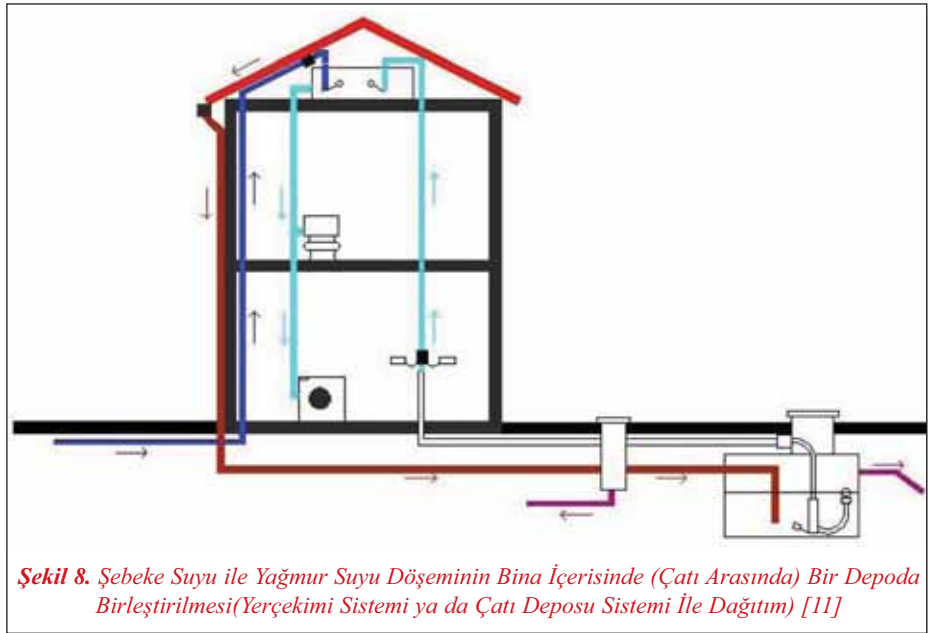 Şekil 8. Şebeke Suyu ile Yağmur Suyu Döşeminin Bina İçerisinde (Çatı Arasında) Bir Depoda
Birleştirilmesi(Yerçekimi Sistemi ya da Çatı Deposu Sistemi İle Dağıtım) [11]